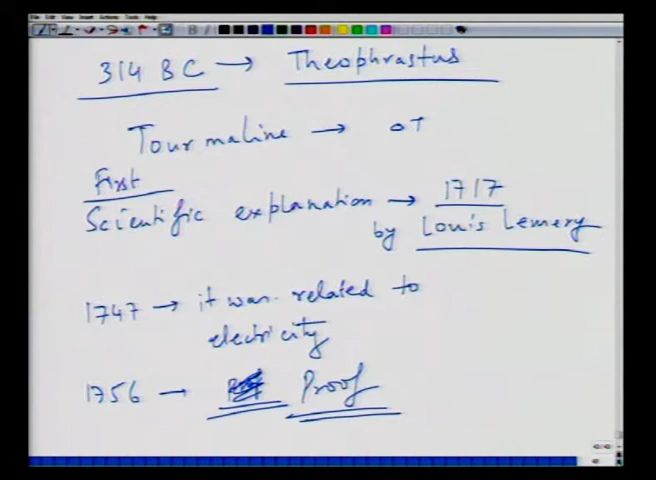 314 BC → Theophrastus
Tourmaline → ΔT
First
Scientific explanation → 1717
by Louis Lemery
1747 → it was related to
electricity
1756 → Proof